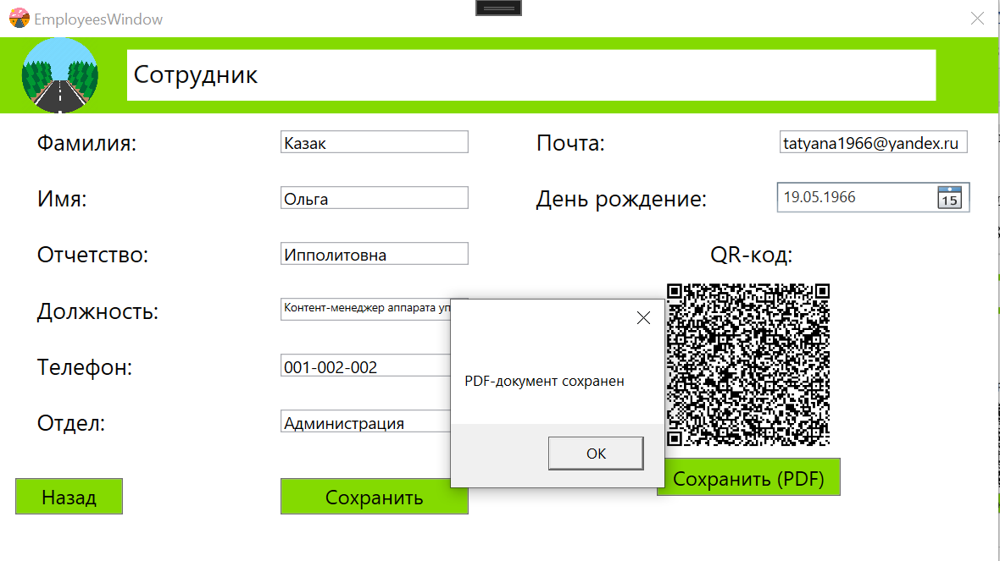 EmployeesWindow
Сотрудник
Фамилия:
Казак
Почта:
tatyana1966@yandex.ru
Имя:
Ольга
День рождение:
19.05.1966
15
Отчетство:
Ипполитовна
QR-код:
Должность:
Контент-менеджер аппарата уп
Телефон:
001-002-002
PDF-документ сохранен
Отдел:
Администрация
OK
Сохранить (PDF)
Назад
Сохранить